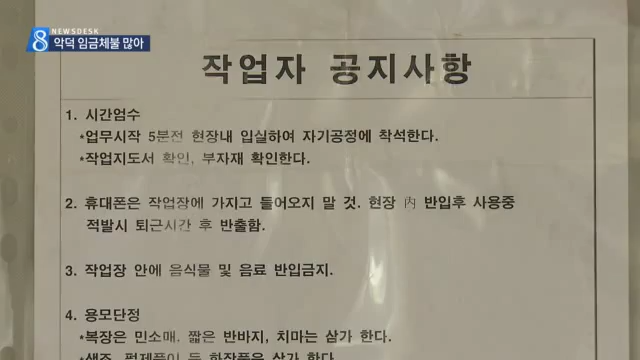 NEWSDESK
8 악덕 임금체불 많아
작업자 공지사항
1. 시간엄수
*업무시작 5분전 현장내 입실하여 자기공정에 착석한다.
*작업지도서 확인, 부자재 확인한다.
2. 휴대폰은 작업장에 가지고 들어오지 말 것. 현장 內 반입후 사용중
적발시 퇴근시간 후 반출함.
3. 작업장 안에 음식물 및 음료 반입금지.
4. 용모단정
*복장은 민소매, 짧은 반바지, 치마는 삼가 한다.